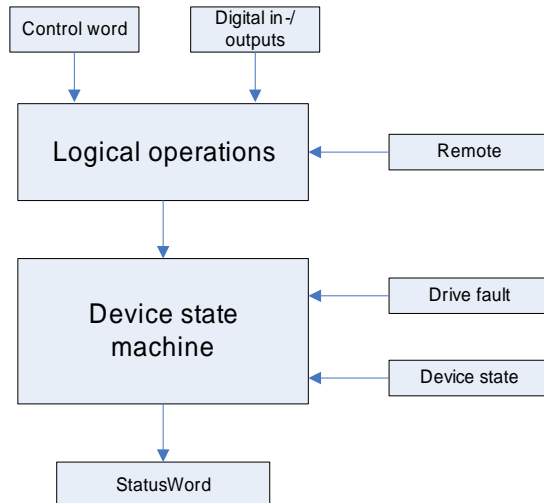 Control word
Digital in-/
outputs
Logical operations
Remote
Device state
machine
Drive fault
Device state
StatusWord